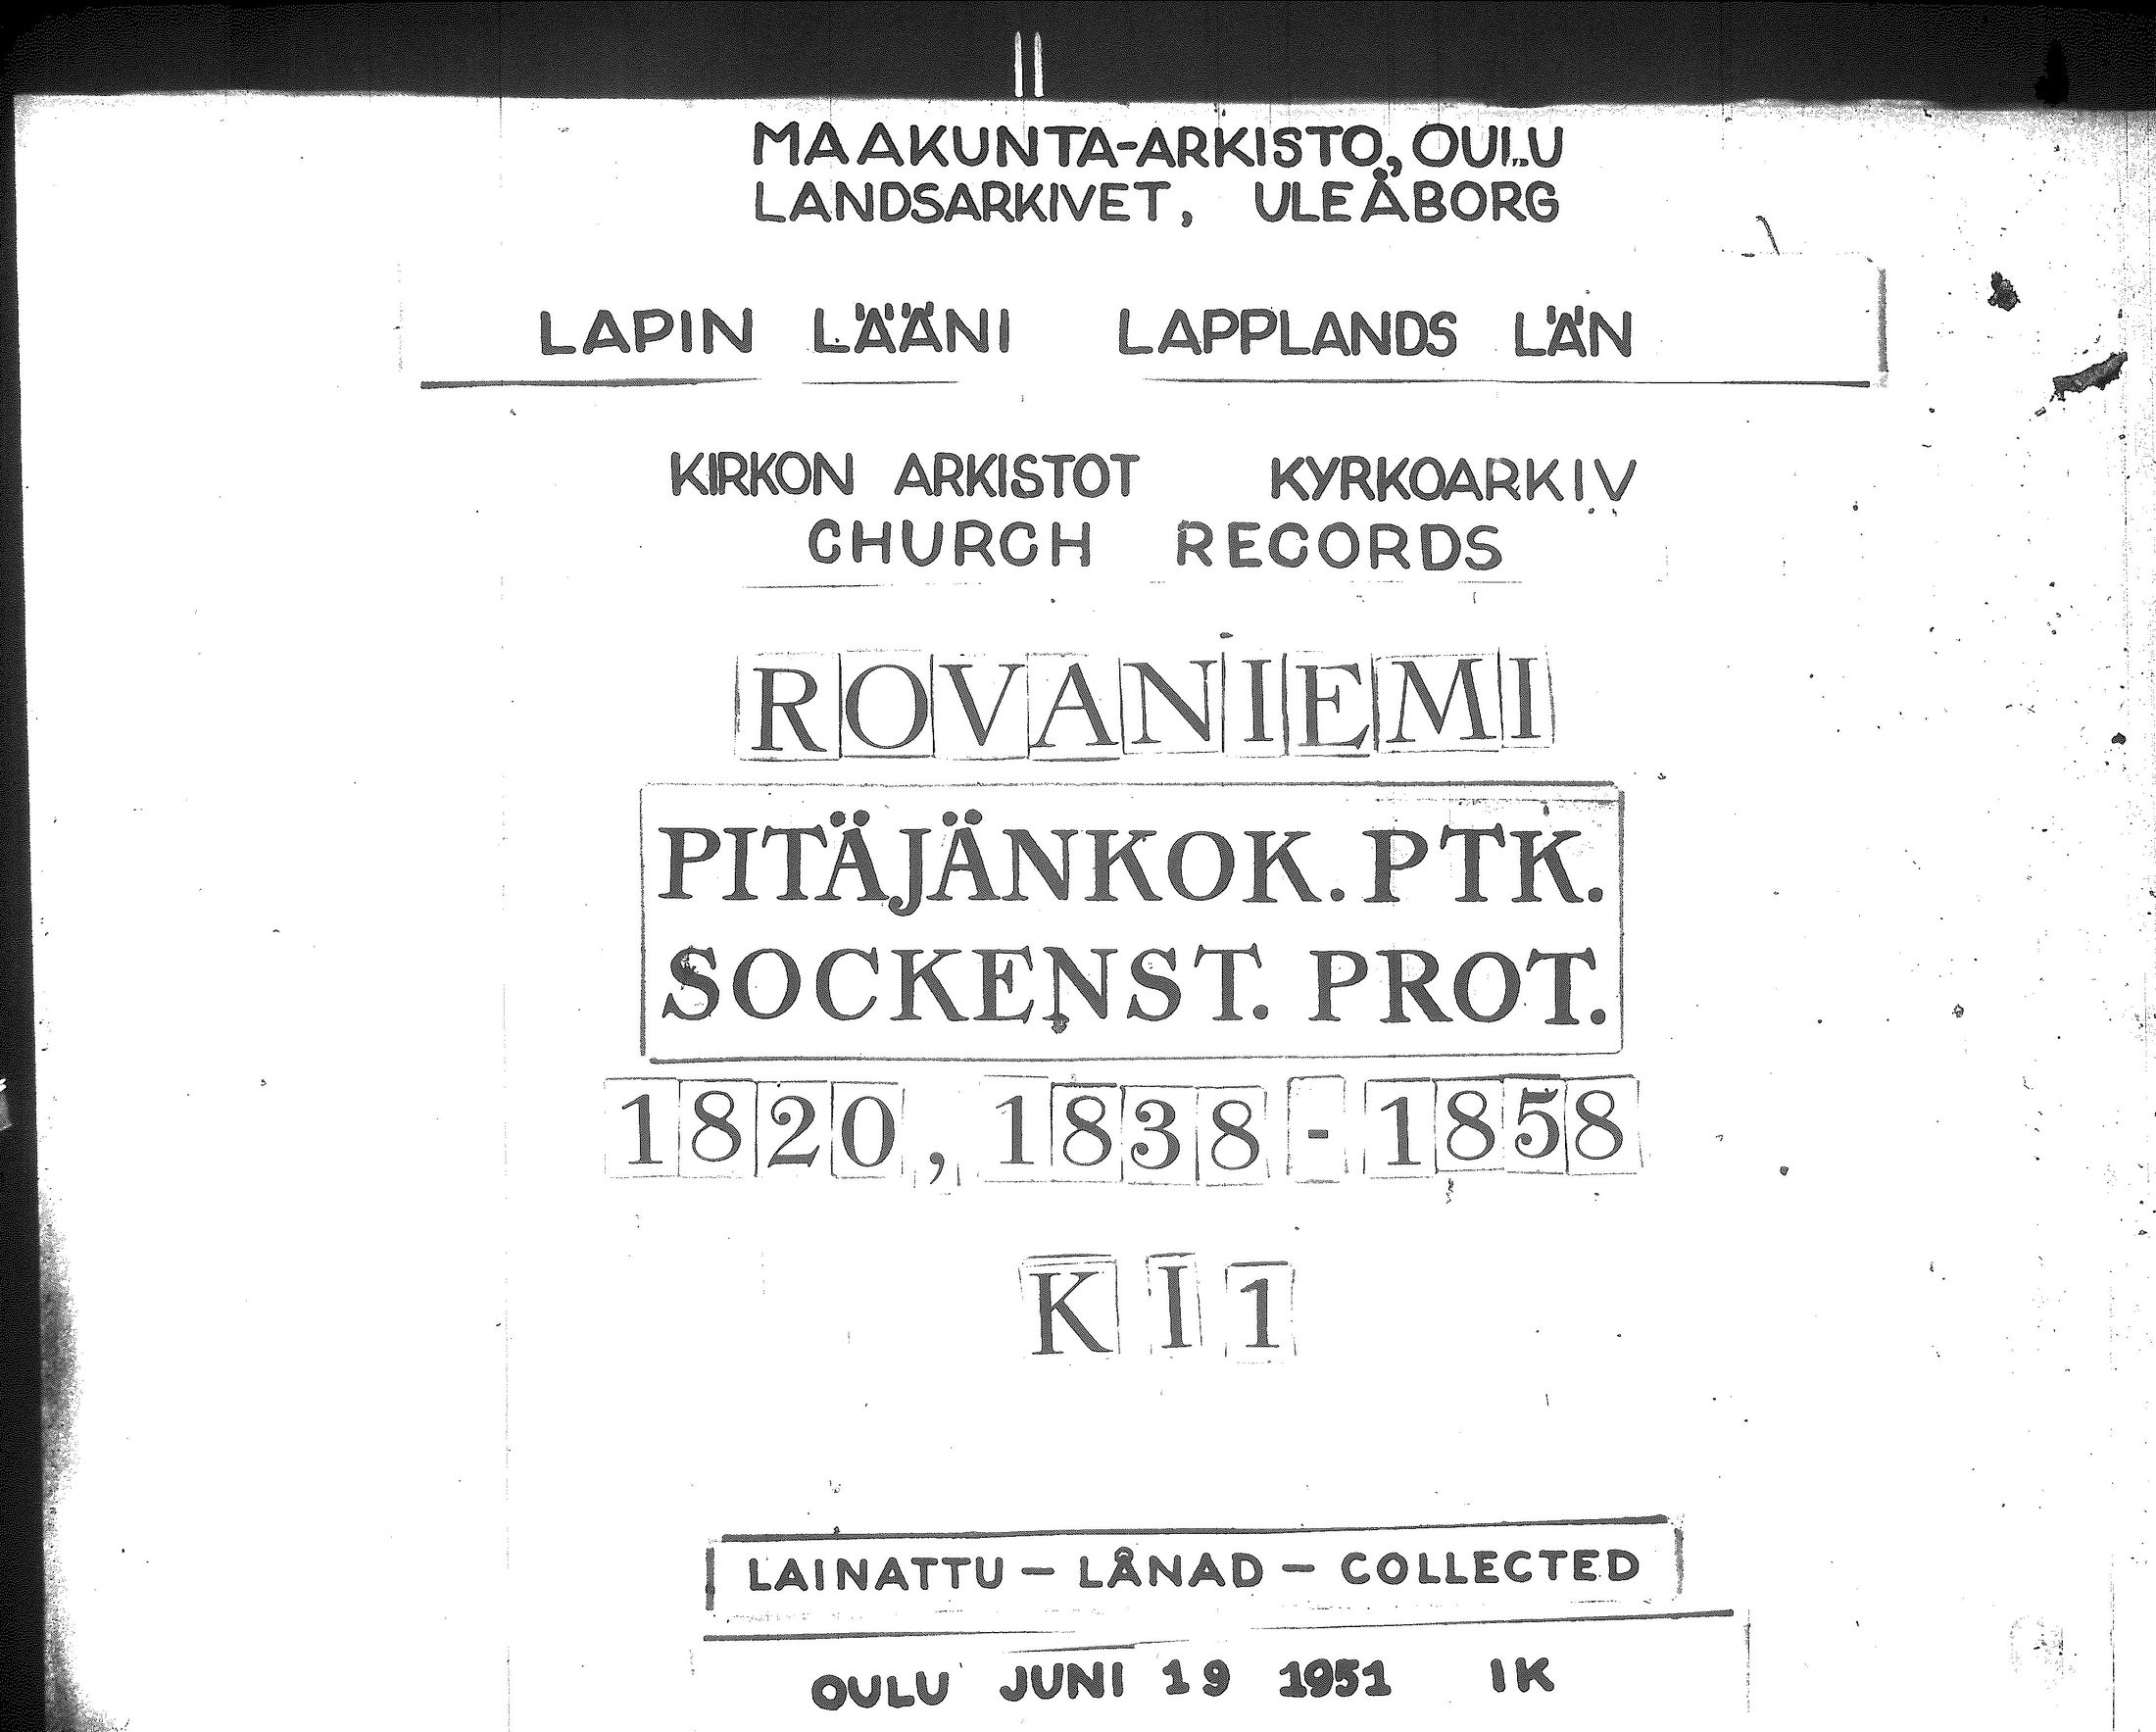 MAAKUNTA-ARKISTO, OULU
LANDSARKIVET, ULEÅBORG
LAPIN LÄÄNI LAPPLANDS LÄN
KIRKON ARKISTOT KYRKOARKIV
CHURCH RECORDS
ROVANIEMI
PITÄJÄNKOK. PTK.
SOCKENST. PROT.
1820, 1838-1858
K I 1
LAINATTU – LÅNAD – COLLECTED
OULU JUNI 19 1951 IK